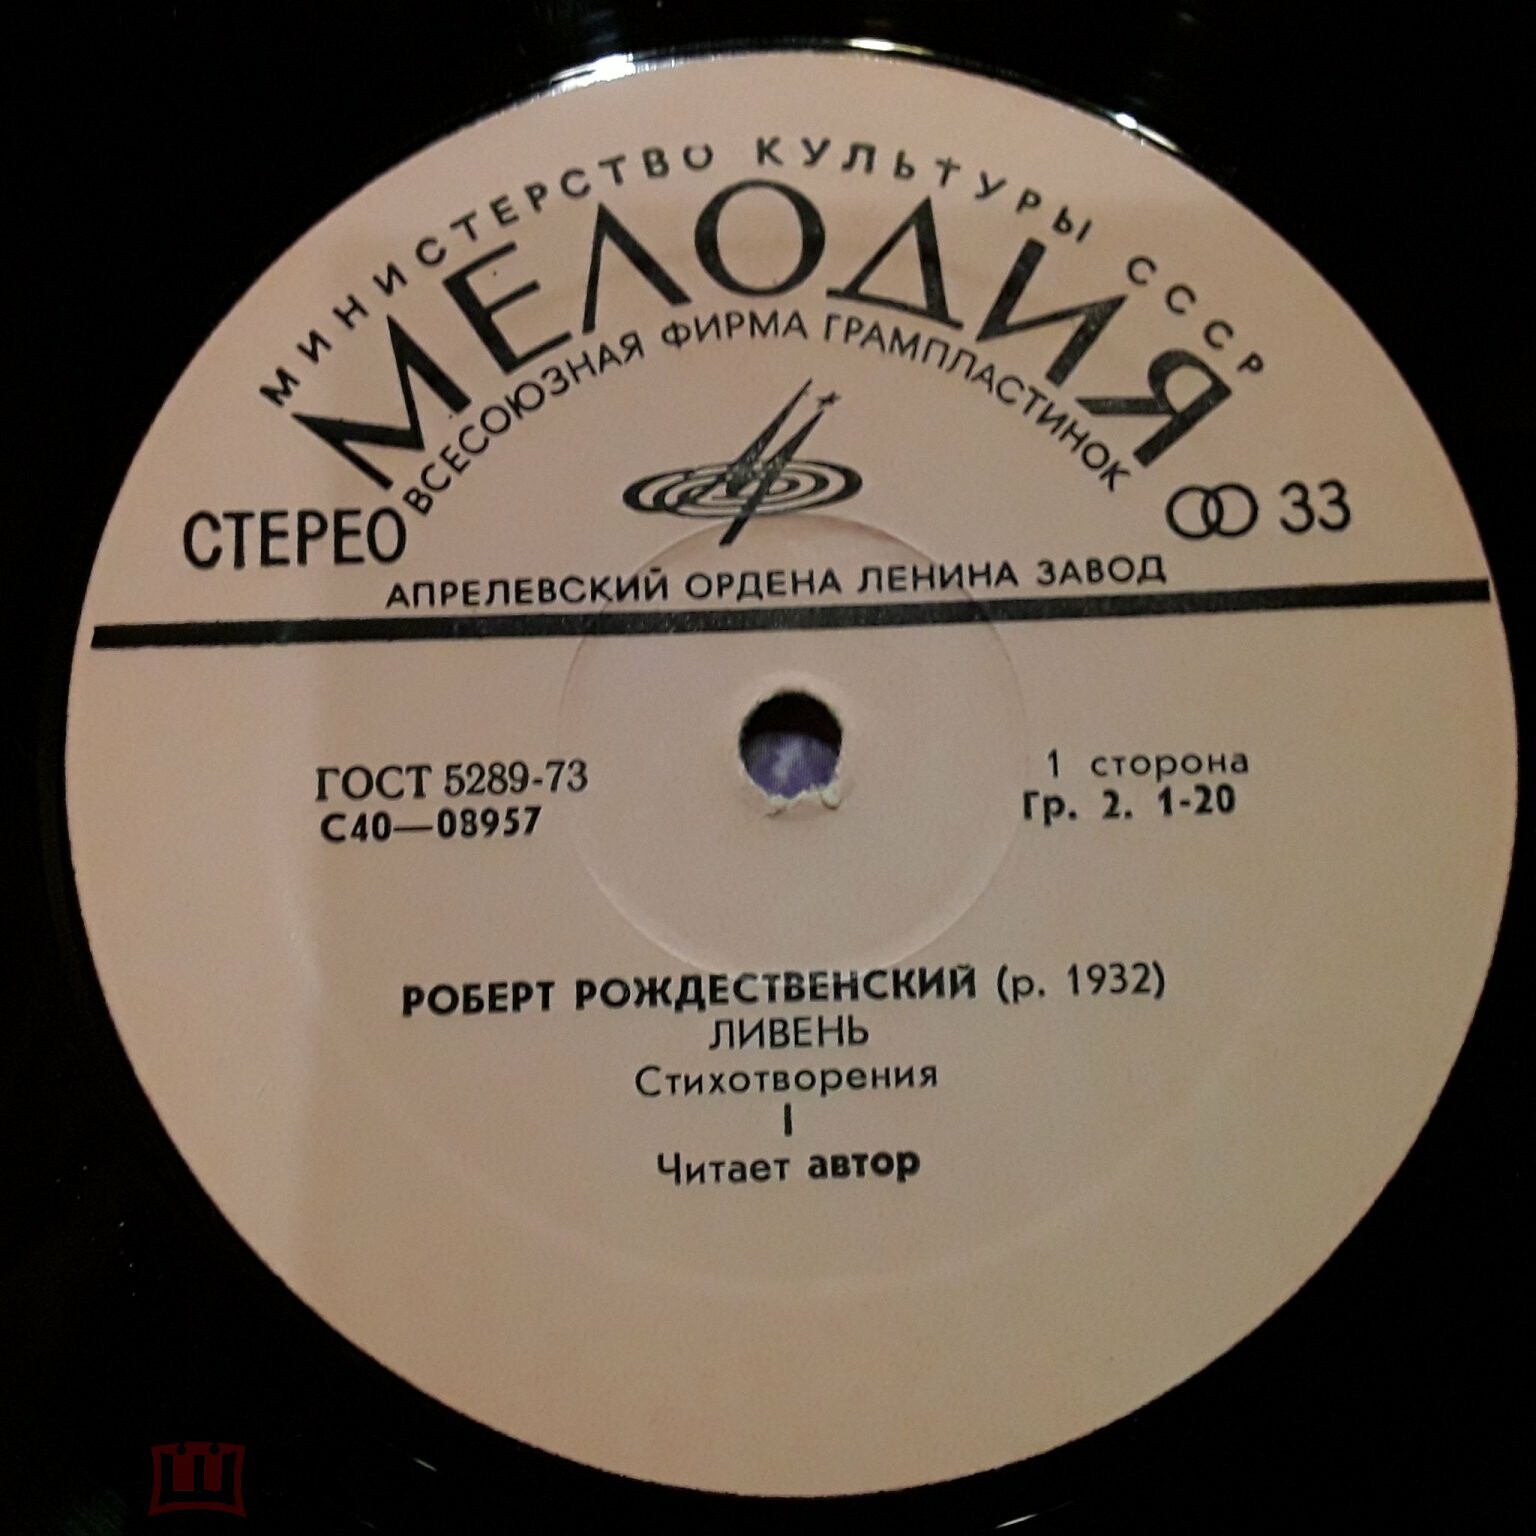 МИНИСТЕРСТВО КУЛЬТУРЫ СССР
МЕЛОДИЯ
ВСЕСОЮЗНАЯ ФИРМА ГРАМПЛАСТИНОК
СТЕРЕО
33
АПРЕЛЕВСКИЙ ОРДЕНА ЛЕНИНА ЗАВОД
ГОСТ 5289-73
С40—08957
1 сторона
Гр. 2. 1-20
РОБЕРТ РОЖДЕСТВЕНСКИЙ (р. 1932)
ЛИВЕНЬ
Стихотворения
I
Читает автор